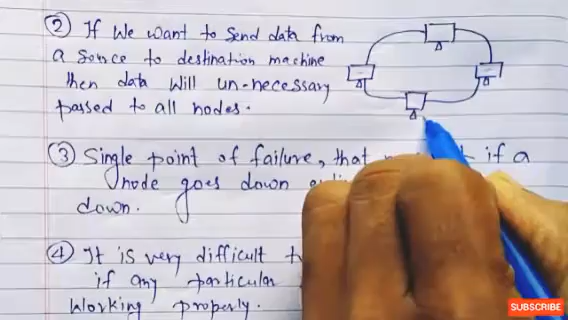 ② If We want to Send data from
a Source to destination machine
then data Will un-necessary
passed to all nodes.
③ Single point of failure, that if a
node goes down
down.
④ It is very difficult
if any particular
Working properly.
SUBSCRIBE